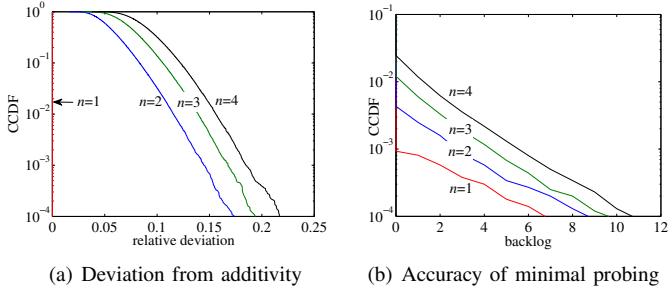 10⁰
10⁻¹
10⁻²
10⁻³
10⁻⁴
CCDF
n=1
n=2
n=3
n=4
0 0.05 0.1 0.15 0.2 0.25
relative deviation
(a) Deviation from additivity
10⁰
10⁻¹
10⁻²
10⁻³
10⁻⁴
CCDF
n=4
n=3
n=2
n=1
0 2 4 6 8 10 12
backlog
(b) Accuracy of minimal probing